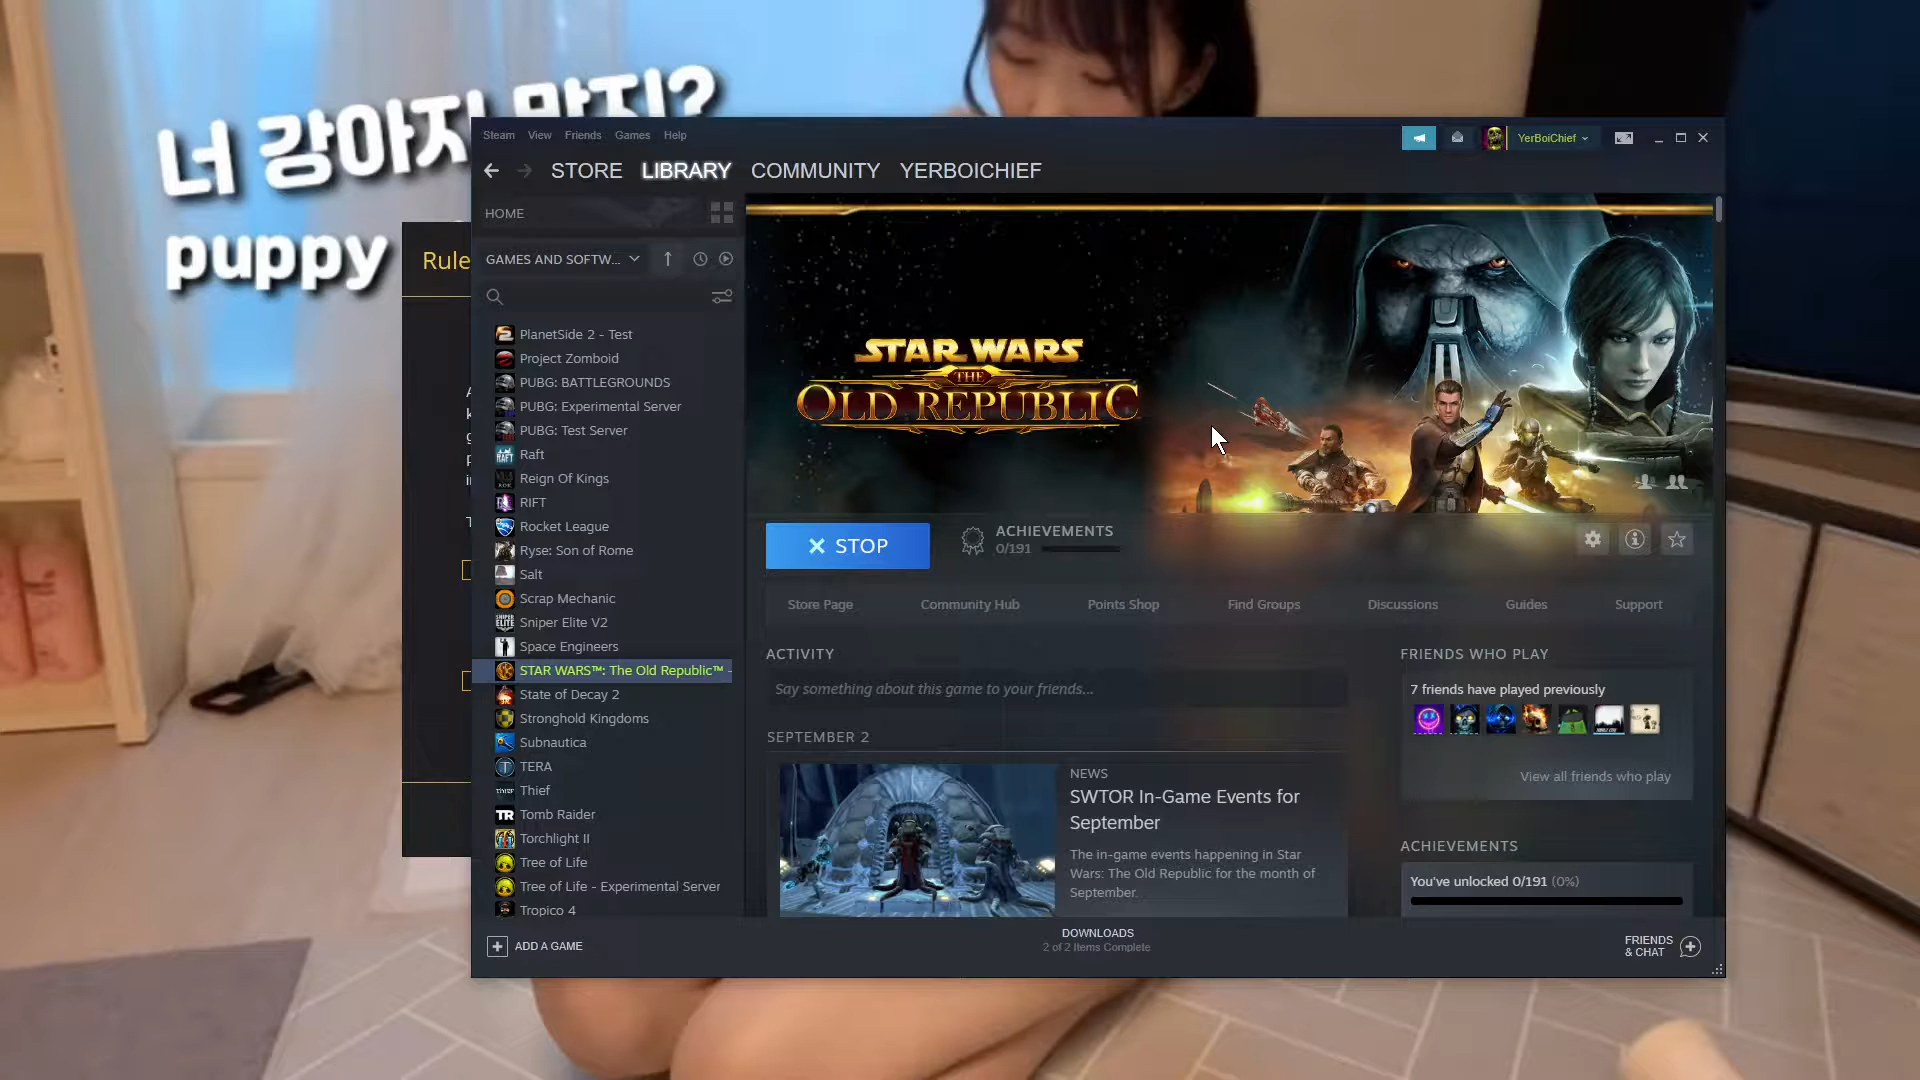 너 강아지
puppy
Rule
Steam View Friends Games Help
YerBoiChief
STORE LIBRARY COMMUNITY YERBOICHIEF
HOME
GAMES AND SOFTW...
PlanetSide 2 - Test
Project Zomboid
PUBG: BATTLEGROUNDS
PUBG: Experimental Server
PUBG: Test Server
Raft
Reign Of Kings
RIFT
Rocket League
Ryse: Son of Rome
Salt
Scrap Mechanic
Sniper Elite V2
Space Engineers
STAR WARS™: The Old Republic™ -
State of Decay 2
Stronghold Kingdoms
Subnautica
TERA
Thief
Tomb Raider
Torchlight II
Tree of Life
Tree of Life - Experimental Server
Tropico 4
STAR WARS
THE
OLD REPUBLIC
STOP
ACHIEVEMENTS
0/191
Store Page Community Hub Points Shop Find Groups Discussions Guides Support
ACTIVITY
Say something about this game to your friends...
SEPTEMBER 2
NEWS
SWTOR In-Game Events for
September
The in-game events happening in Star
Wars: The Old Republic for the month of
September.
FRIENDS WHO PLAY
7 friends have played previously
View all friends who play
ACHIEVEMENTS
You've unlocked 0/191 (0%)
ADD A GAME
DOWNLOADS
2 of 2 Items Complete
FRIENDS
& CHAT